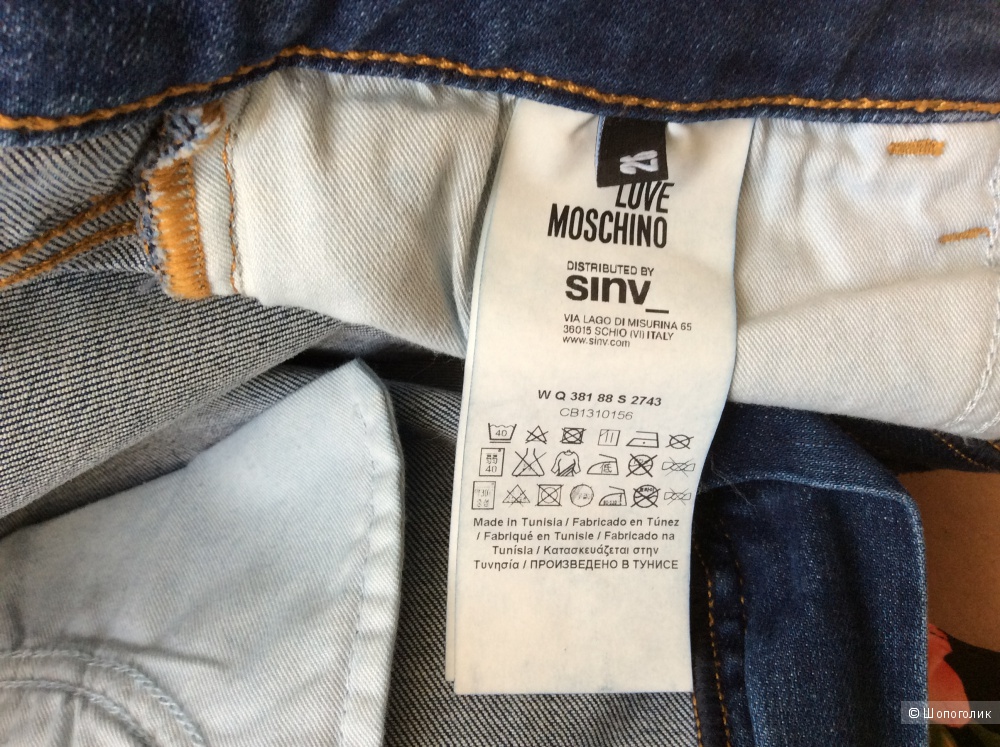 26
LOVE
MOSCHINO
DISTRIBUTED BY
sinv_
VIA LAGO DI MISURINA 65
36015 SCHIO (VI) ITALY
www.sinv.com
W Q 381 88 S 2743
CB1310156
40
40
Made in Tunisia / Fabricado en Túnez
/ Fabriqué en Tunisie / Fabricado na
Tunísia / Κατασκευάζεται στην
Τυνησία / ПРОИЗВЕДЕНО В ТУНИСЕ
© Шопоголик